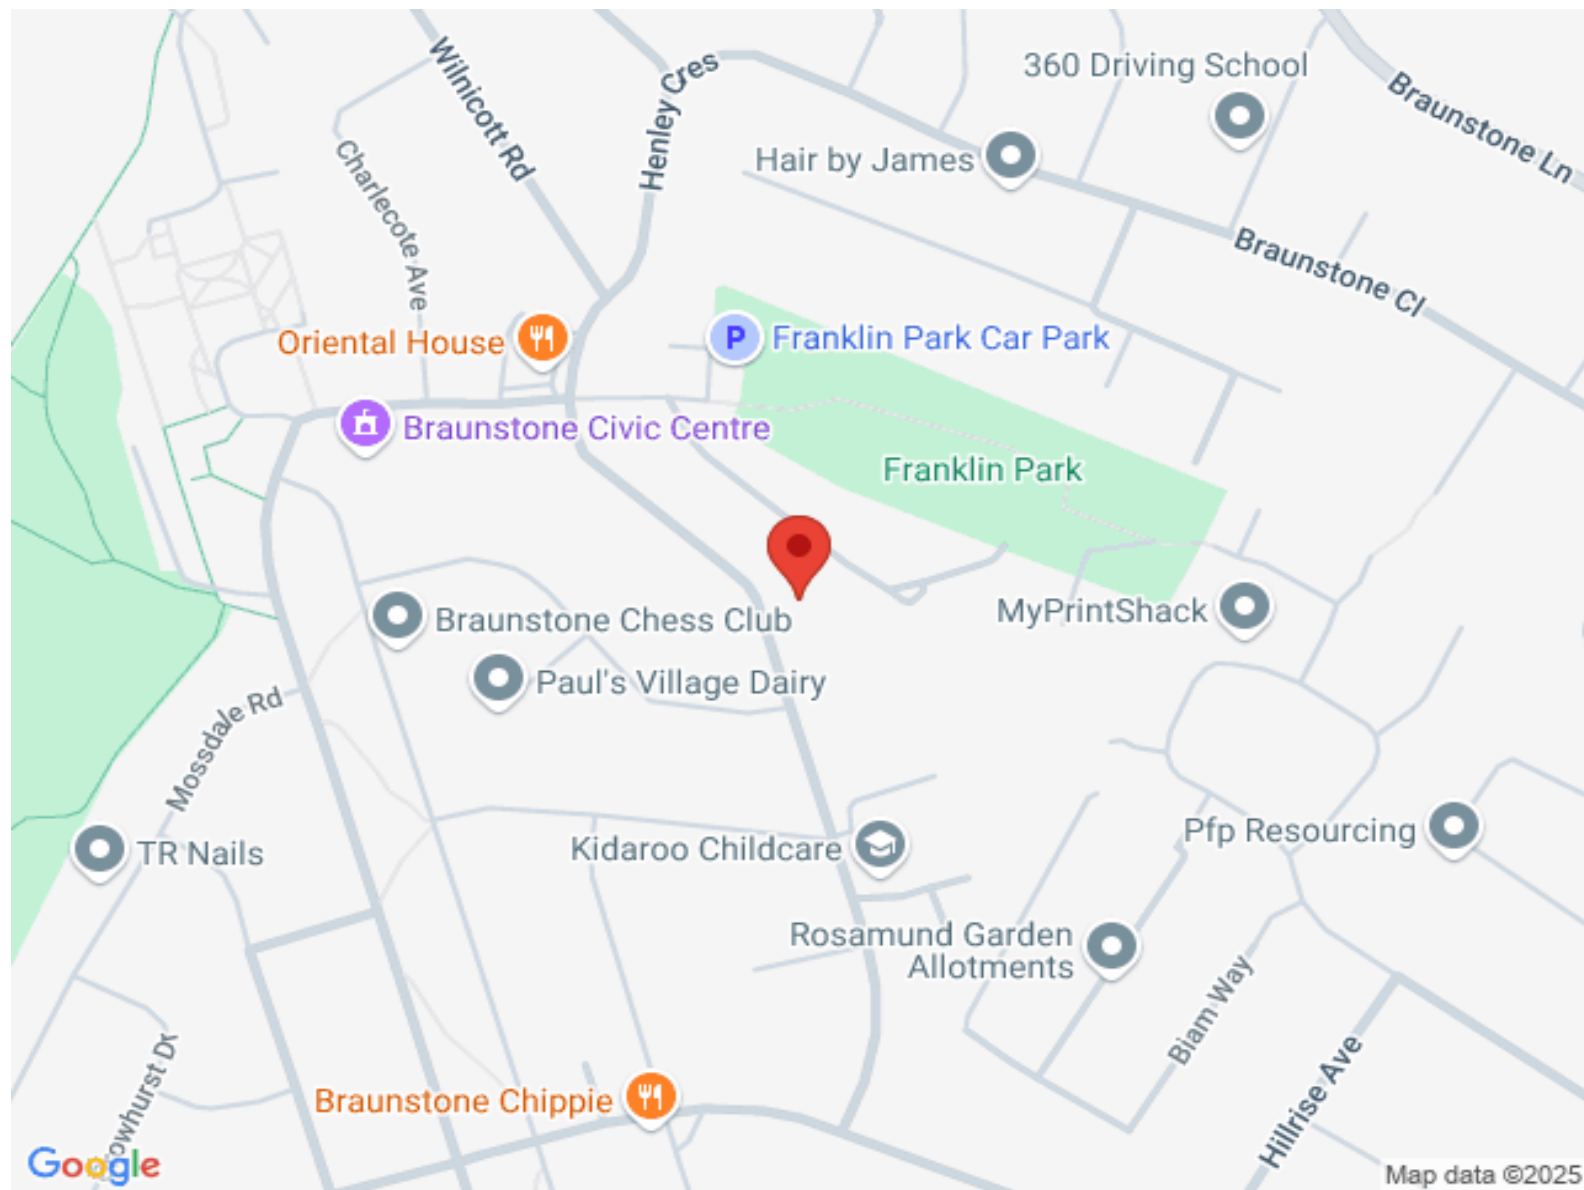 360 Driving School
Wilnicott Rd
Henley Cres
Braunstone Ln
Charlecote Ave
Hair by James
Braunstone Cl
Oriental House
P
Franklin Park Car Park
Braunstone Civic Centre
Franklin Park
Braunstone Chess Club
MyPrintShack
Paul's Village Dairy
Mossdale Rd
TR Nails
Kidaroo Childcare
Pfp Resourcing
Rosamund Garden
Allotments
Biam Way
Hillrise Ave
Braunstone Chippie
Google
Map data ©2025